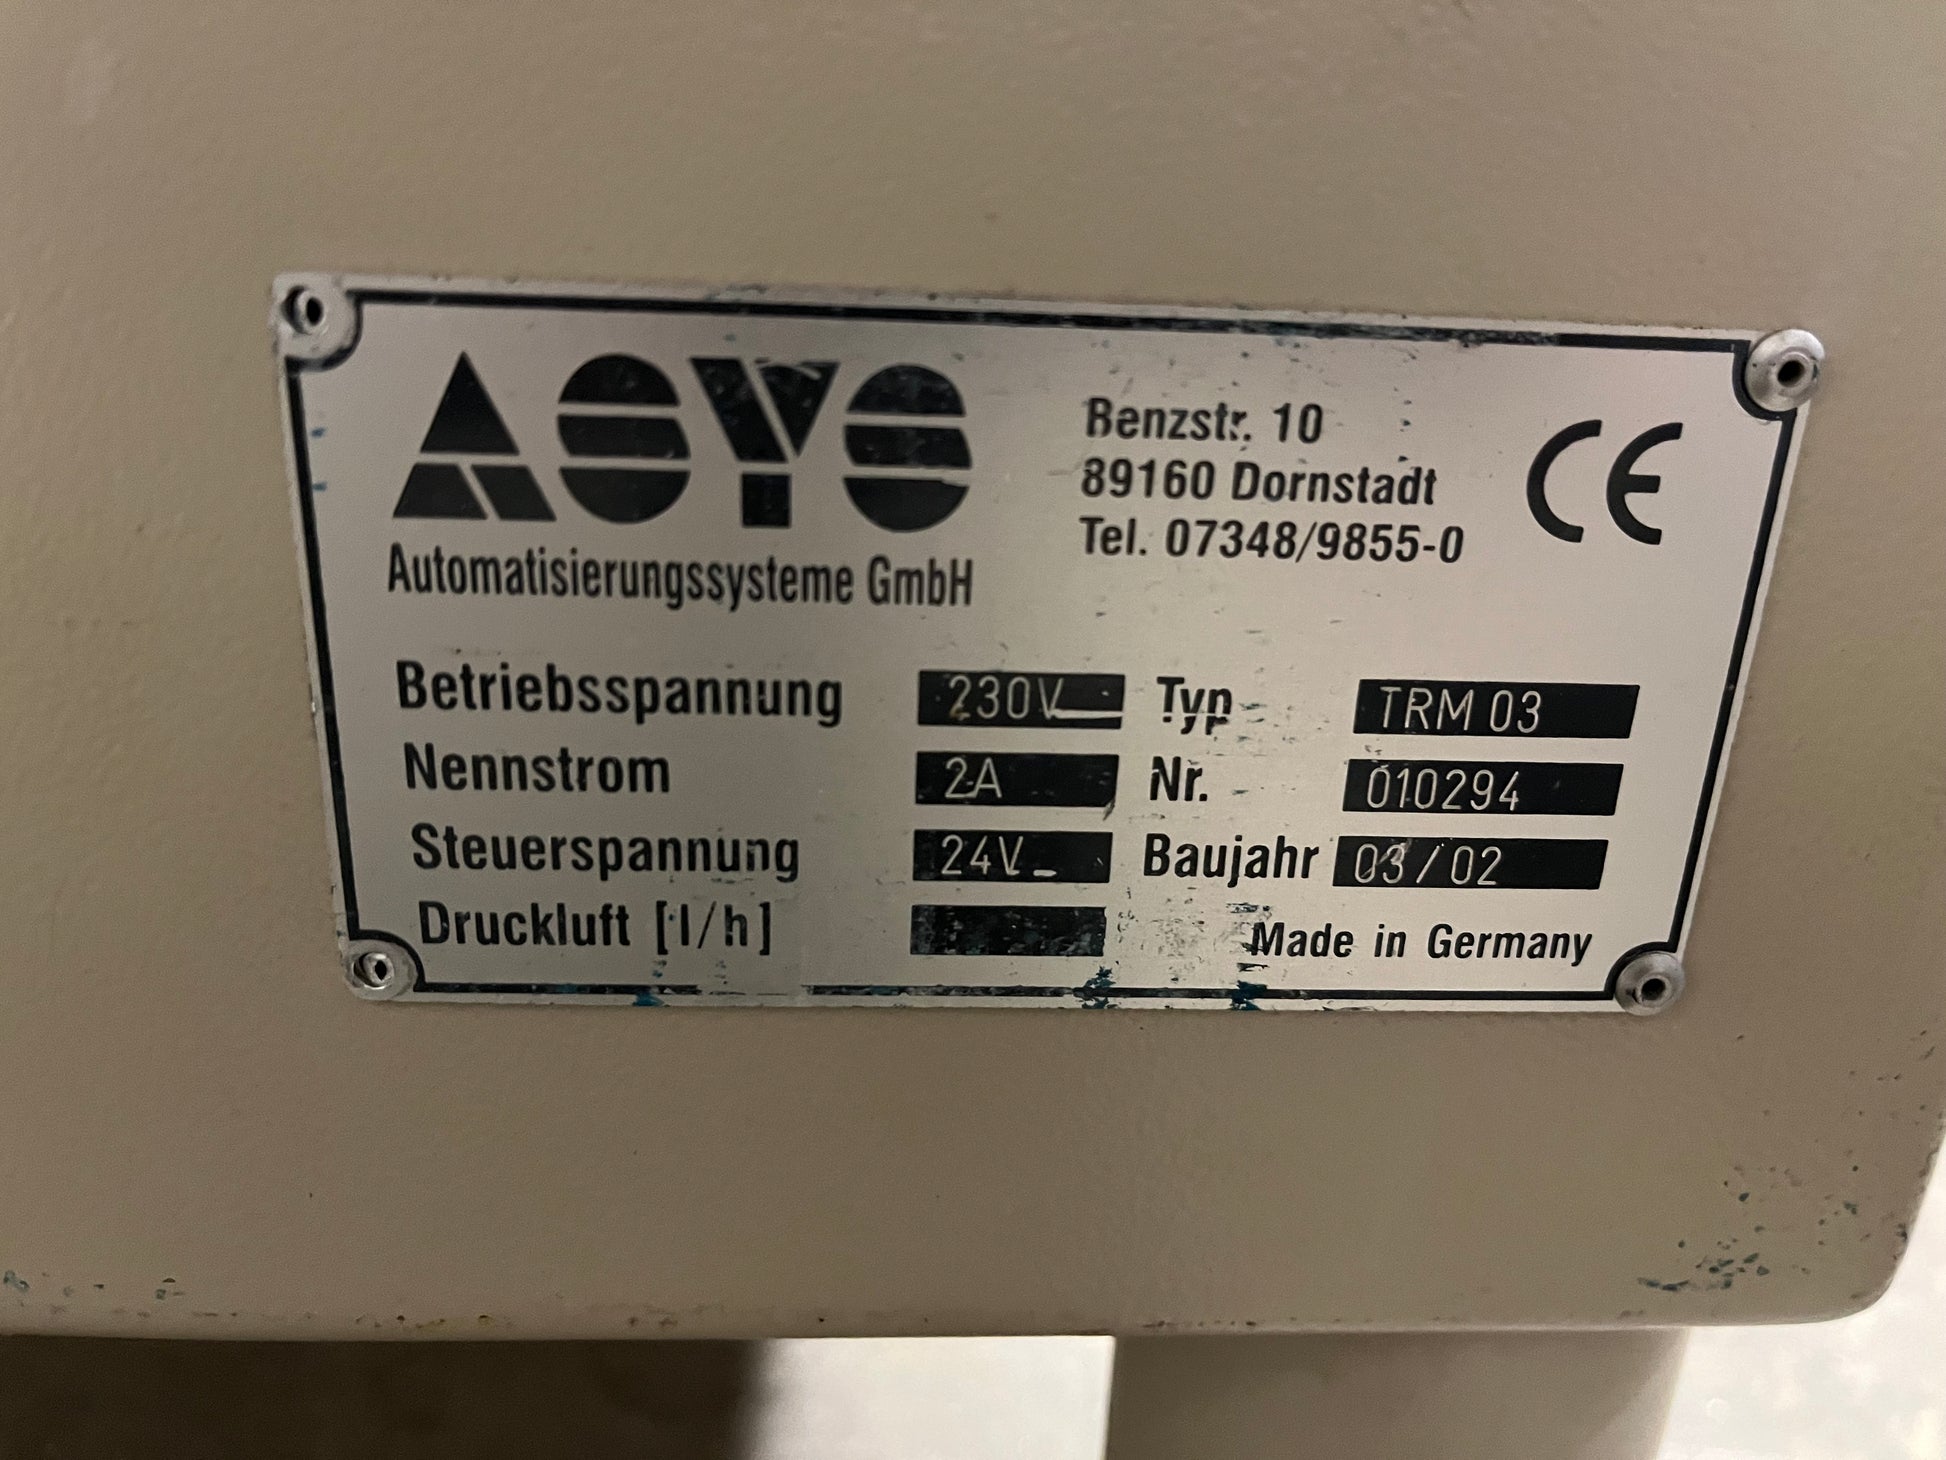 ASYS
Automatisierungssysteme GmbH
Benzstr. 10
89160 Dornstadt
Tel. 07348/9855-0
CE
Betriebsspannung 230V
Nennstrom 2A
Steuerspannung 24V
Druckluft [l/h]
Typ TRM 03
Nr. 010294
Baujahr 03/02
Made in Germany